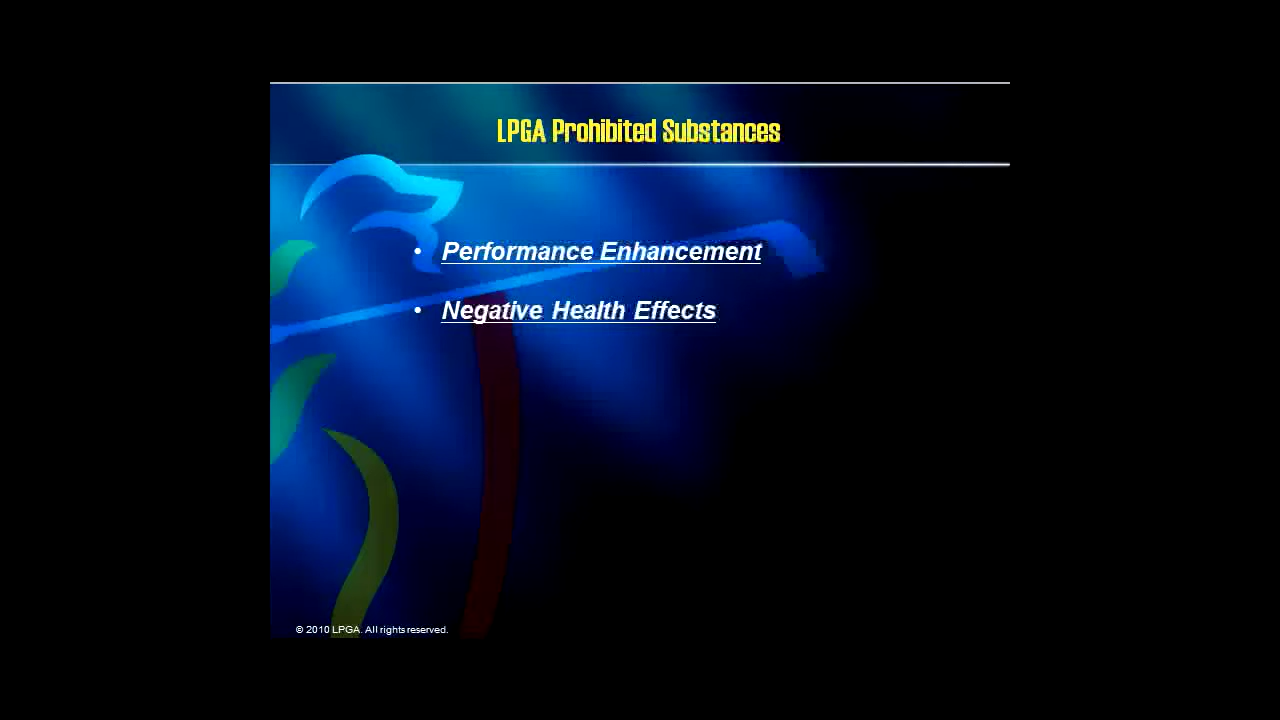 LPGA Prohibited Substances
• Performance Enhancement
• Negative Health Effects
© 2010 LPGA. All rights reserved.